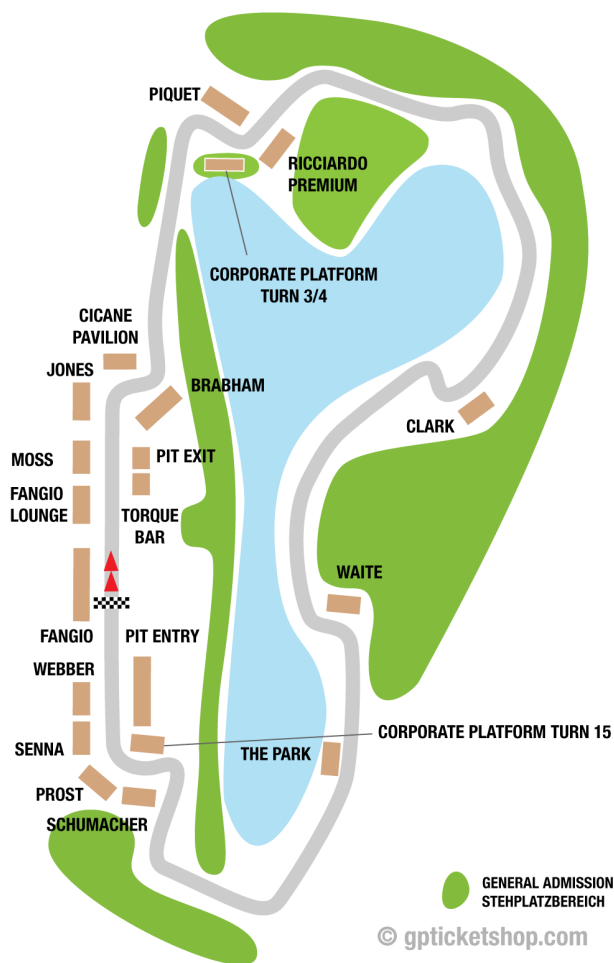 PIQUET
RICCIARDO
PREMIUM
CORPORATE PLATFORM
TURN 3/4
CICANE
PAVILION
JONES
BRABHAM
CLARK
MOSS
PIT EXIT
FANGIO
LOUNGE
TORQUE
BAR
WAITE
FANGIO
PIT ENTRY
WEBBER
CORPORATE PLATFORM TURN 15
SENNA
THE PARK
PROST
SCHUMACHER
GENERAL ADMISSION
STEHPLATZBEREICH
© gpticketshop.com